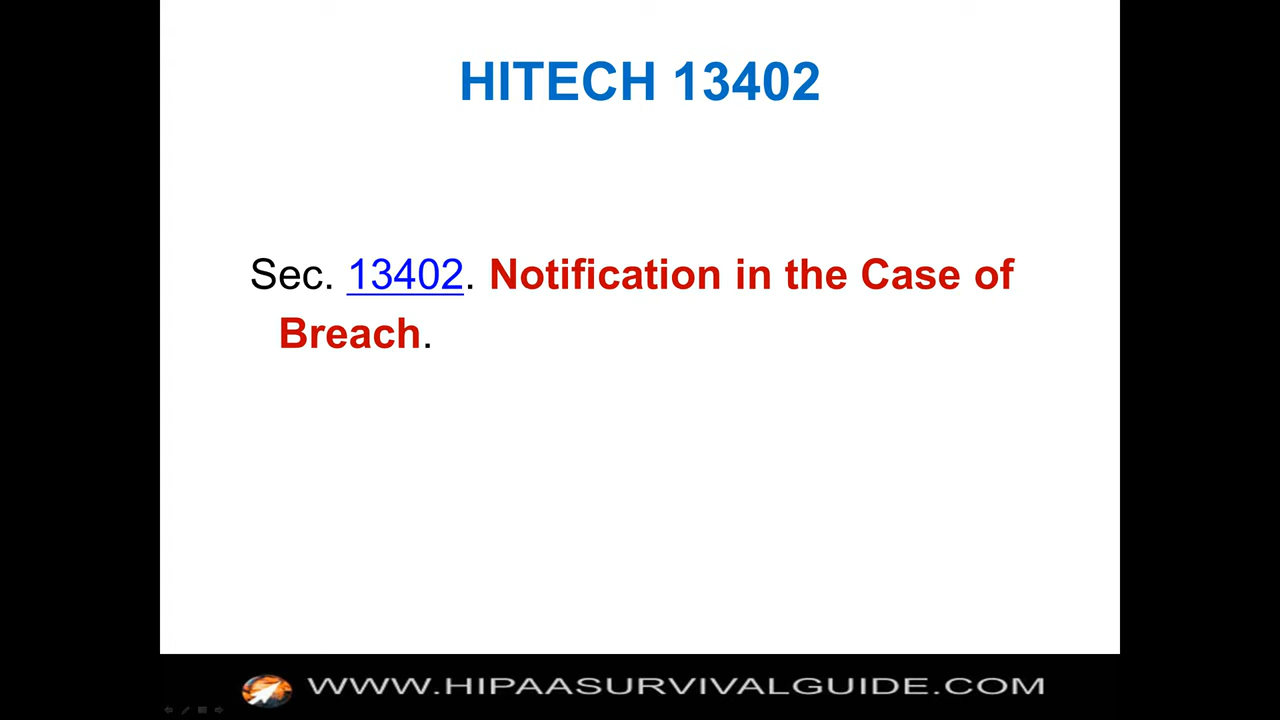 HITECH 13402
Sec. 13402. Notification in the Case of
Breach.
WWW.HIPAASURVIVALGUIDE.COM